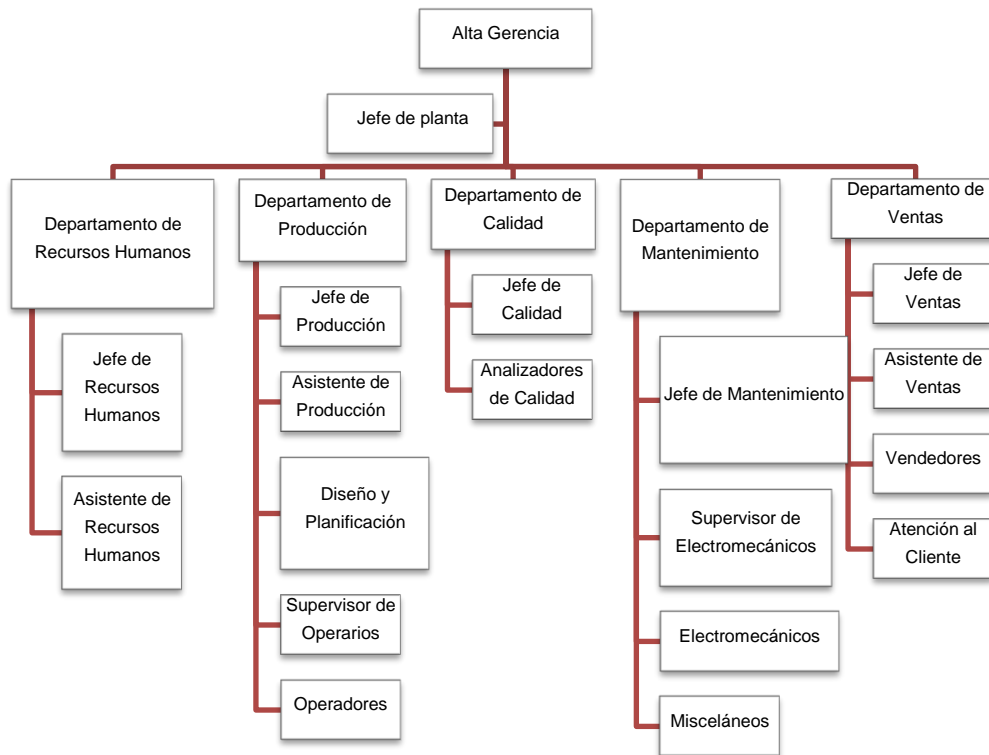 Alta Gerencia
Jefe de planta
Departamento de
Recursos Humanos
Jefe de
Recursos
Humanos
Asistente de
Recursos
Humanos
Departamento de
Producción
Jefe de
Producción
Asistente de
Producción
Diseño y
Planificación
Supervisor de
Operarios
Operadores
Departamento de
Calidad
Jefe de
Calidad
Analizadores
de Calidad
Departamento de
Mantenimiento
Jefe de Mantenimiento
Supervisor de
Electromecánicos
Electromecánicos
Misceláneos
Departamento de
Ventas
Jefe de
Ventas
Asistente de
Ventas
Vendedores
Atención al
Cliente